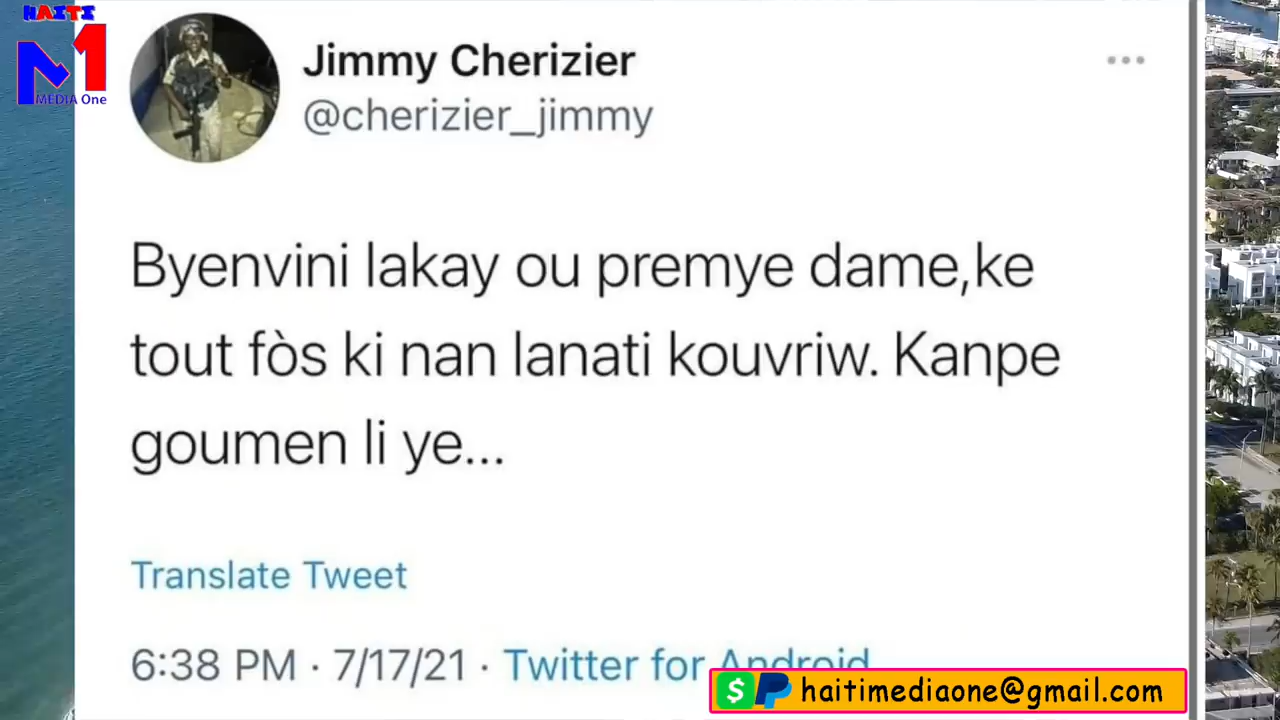 HAITI
M1
MEDIA One
Jimmy Cherizier
@cherizier_jimmy
Byenvini lakay ou premye dame,ke
tout fòs ki nan lanati kouvriw. Kanpe
goumen li ye...
Translate Tweet
6:38 PM · 7/17/21 · Twitter for Android
$ haitimediaone@gmail.com